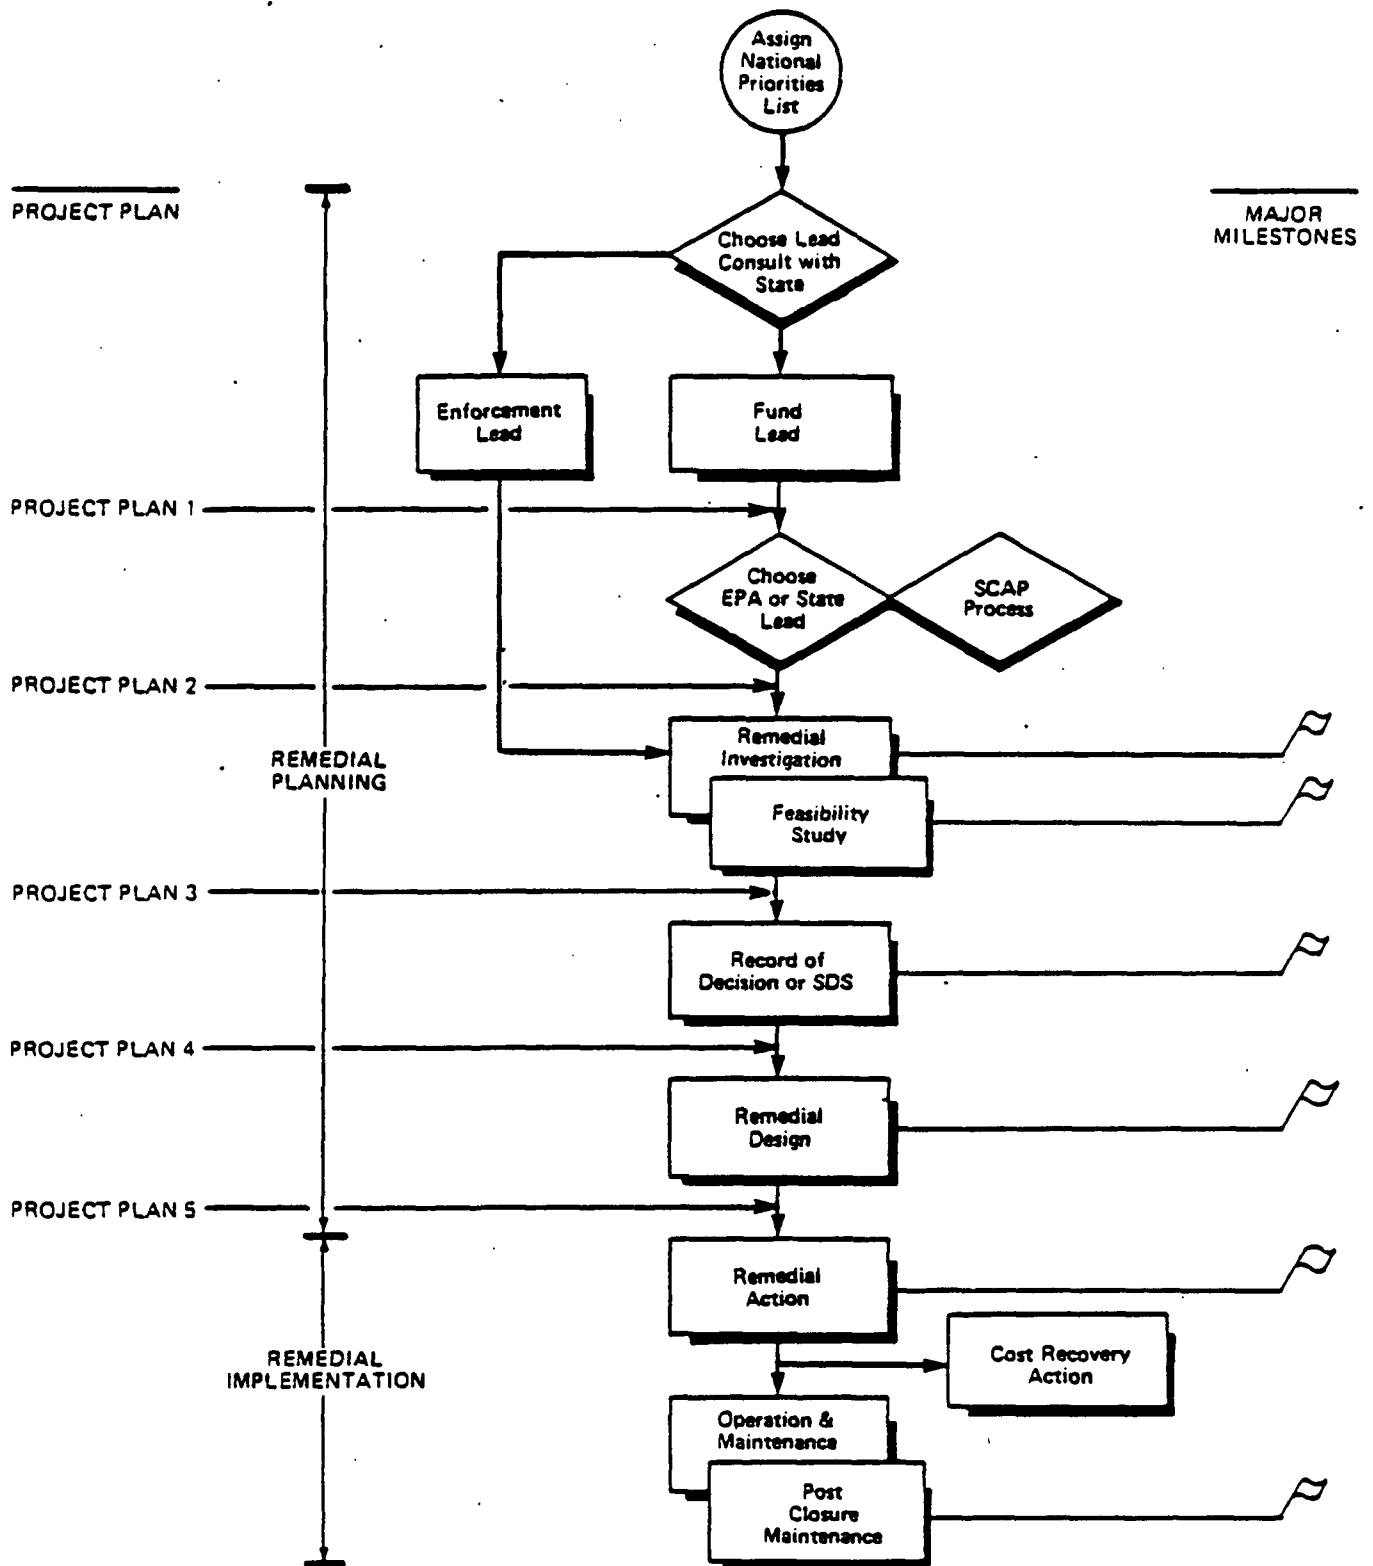 Assign
National
Priorities
List
PROJECT PLAN
MAJOR
MILESTONES
Choose Lead
Consult with
State
Enforcement
Lead
Fund
Lead
PROJECT PLAN 1
Choose
EPA or State
Lead
SCAP
Process
PROJECT PLAN 2
Remedial
Investigation
REMEDIAL
PLANNING
Feasibility
Study
PROJECT PLAN 3
Record of
Decision or SDS
PROJECT PLAN 4
Remedial
Design
PROJECT PLAN 5
Remedial
Action
REMEDIAL
IMPLEMENTATION
Cost Recovery
Action
Operation &
Maintenance
Post
Closure
Maintenance